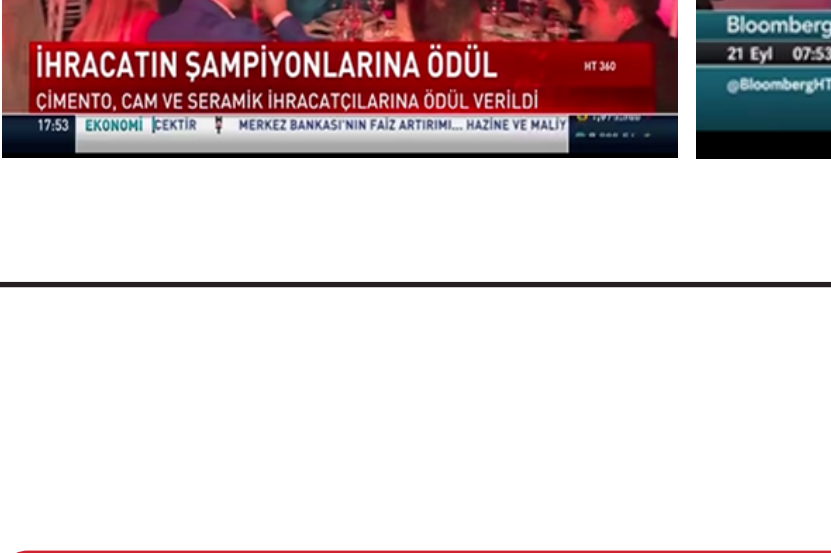 İHRACATIN ŞAMPİYONLARINA ÖDÜL
HT 360
ÇİMENTO, CAM VE SERAMİK İHRACATÇILARINA ÖDÜL VERİLDİ
17:53 EKONOMİ ÇEKTİR MERKEZ BANKASI'NIN FAİZ ARTIRIMI... HAZİNE VE MALİY
Bloomberg
21 Eyl 07:53
@BloombergHT